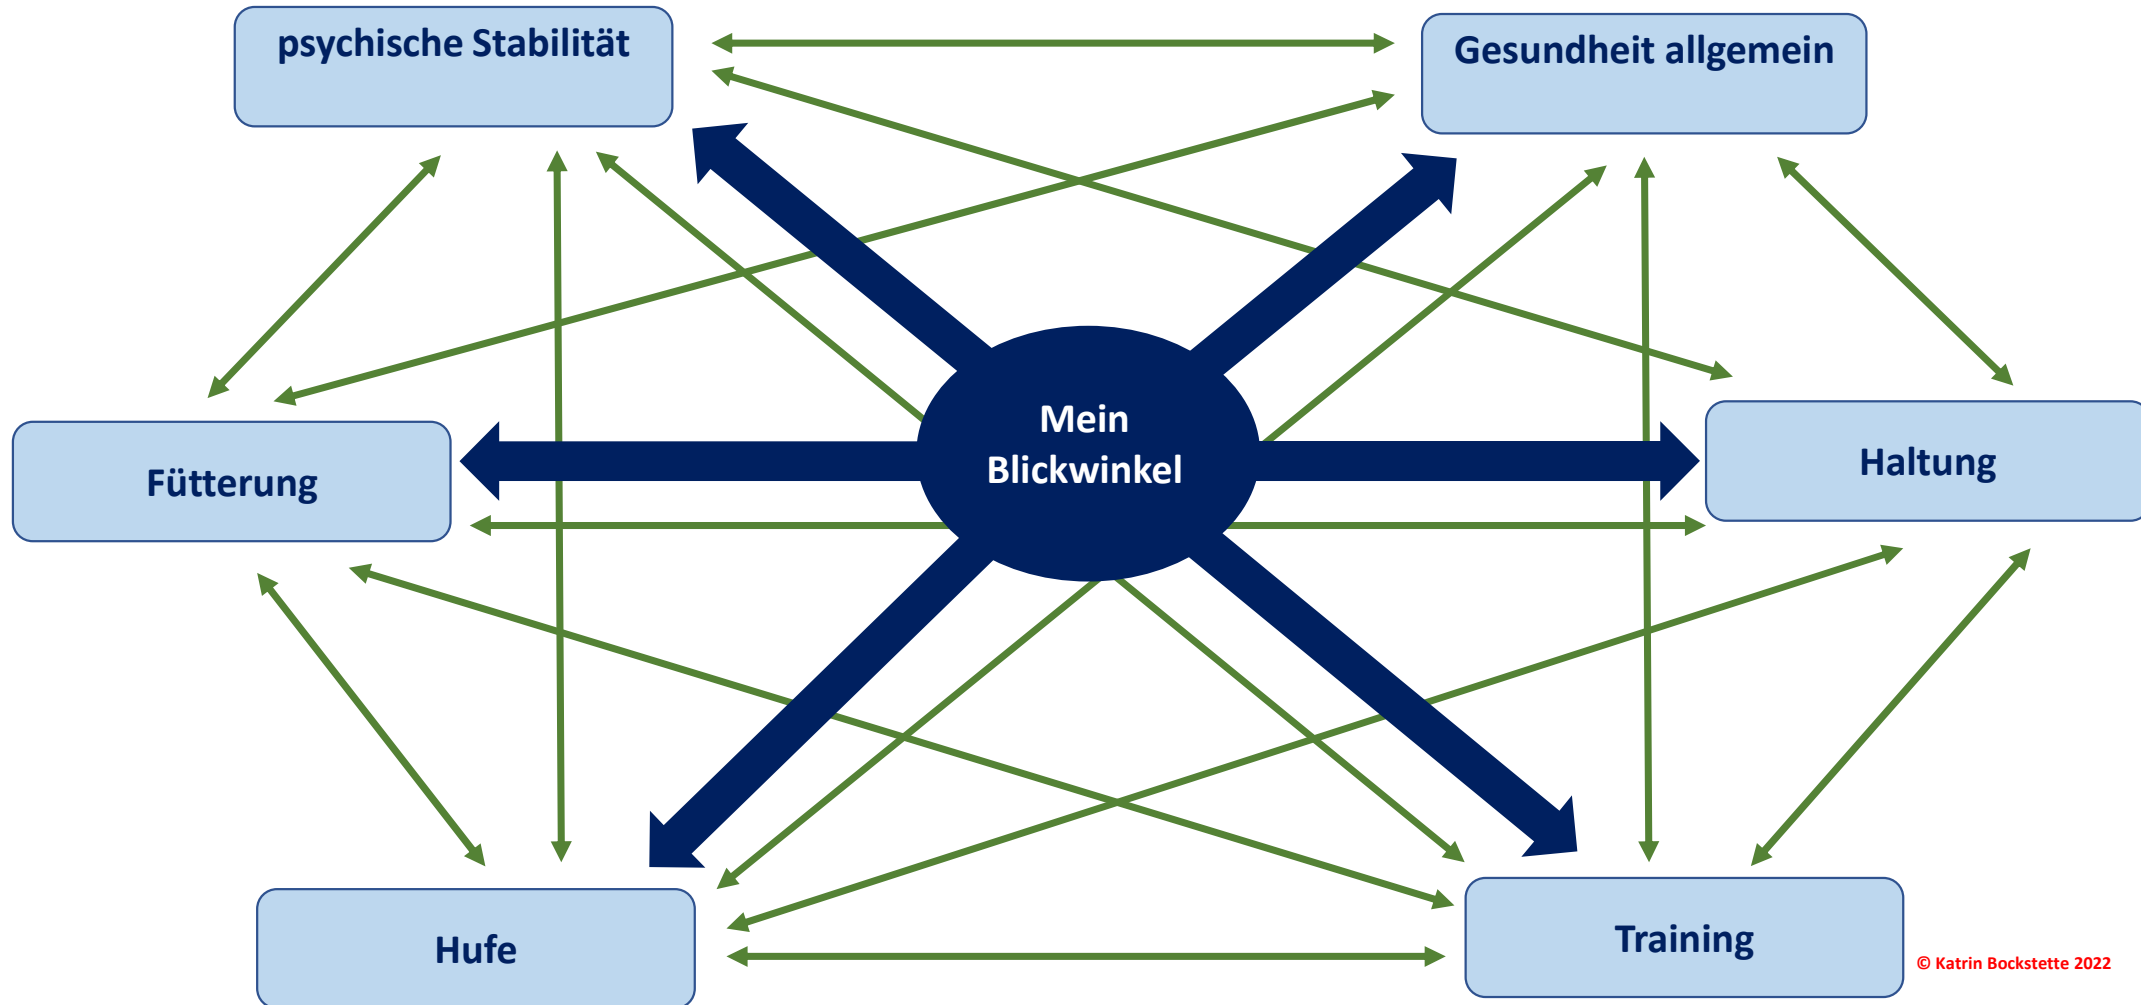 psychische Stabilität
Gesundheit allgemein
Mein
Blickwinkel
Fütterung
Haltung
Hufe
Training
© Katrin Bockstette 2022